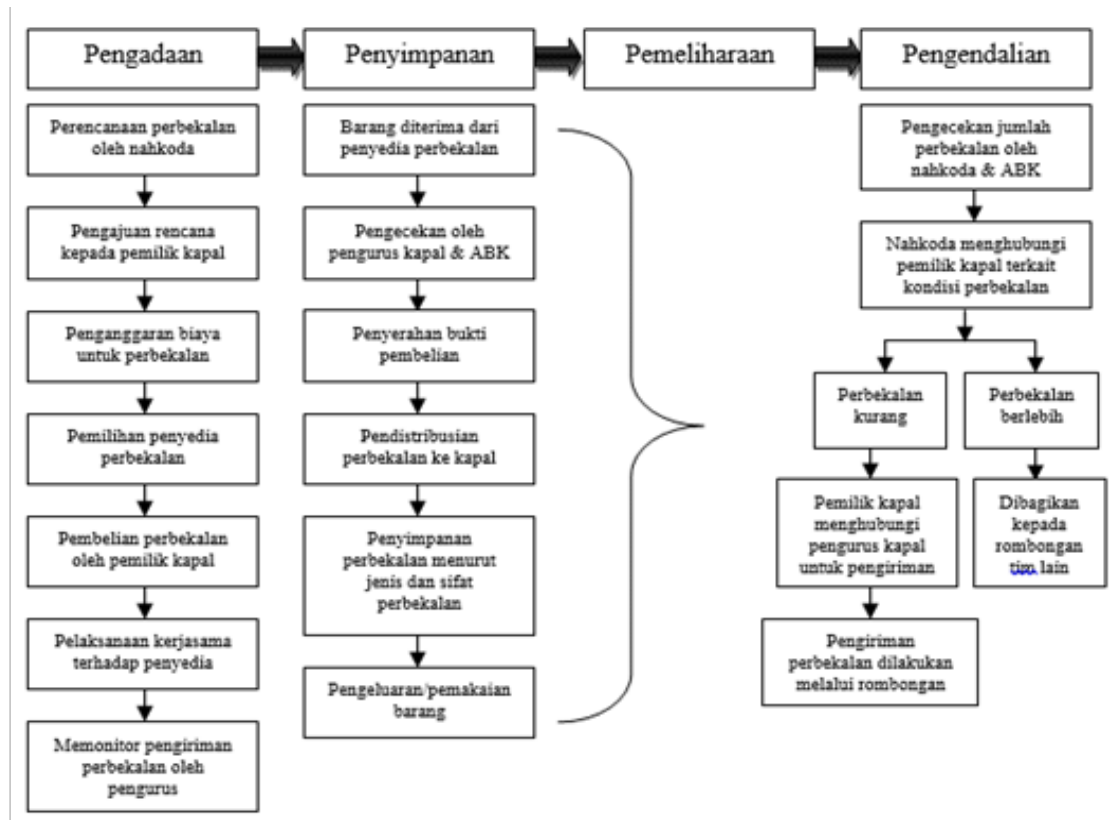 Pengadaan
Penyimpanan
Pemeliharaan
Pengendalian
Perencanaan perbekalan
oleh nahkoda
Pengajuan rencana
kepada pemilik kapal
Penganggaran biaya
untuk perbekalan
Pemilihan penyedia
perbekalan
Pembelian perbekalan
oleh pemilik kapal
Pelaksanaan kerjasama
terhadap penyedia
Memonitor pengiriman
perbekalan oleh
pengurus
Barang diterima dari
penyedia perbekalan
Pengecekan oleh
pengurus kapal & ABK
Penyerahan bukti
pembelian
Pendistribusian
perbekalan ke kapal
Penyimpanan
perbekalan menurut
jenis dan sifat
perbekalan
Pengeluaran/pemakaian
barang
Pengecekan jumlah
perbekalan oleh
nahkoda & ABK
Nahkoda menghubungi
pemilik kapal terkait
kondisi perbekalan
Perbekalan
kurang
Pemilik kapal
menghubungi
pengurus kapal
untuk pengiriman
Pengiriman
perbekalan dilakukan
melalui rombongan
Perbekalan
berlebih
Dibagikan
kepada
rombongan
tim lain